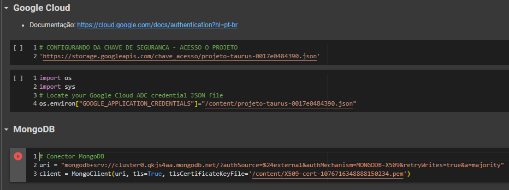 Google Cloud
Documentação: https://cloud.google.com/docs/authentication?hl=pt-br
[ ] 1 # CONFIGURANDO DA CHAVE DE SEGURANCA - ACESSO O PROJETO
2 'https://storage.googleapis.com/chave_acesso/projeto-taurus-0017e0484390.json'
[ ] 1 import os
2 import sys
3 # Locate your Google Cloud ADC credential JSON file
4 os.environ["GOOGLE_APPLICATION_CREDENTIALS"]="/content/projeto-taurus-0017e0484390.json"
MongoDB
1 # Conector MongoDB
2 uri = "mongodb+srv://cluster0.qkjs4aa.mongodb.net/?authSource=%24external&authMechanism=MONGODB-X509&retryWrites=true&w=majority"
3 client = MongoClient(uri, tls=True, tlsCertificateKeyFile='/content/X509-cert-1076716348888150234.pem')